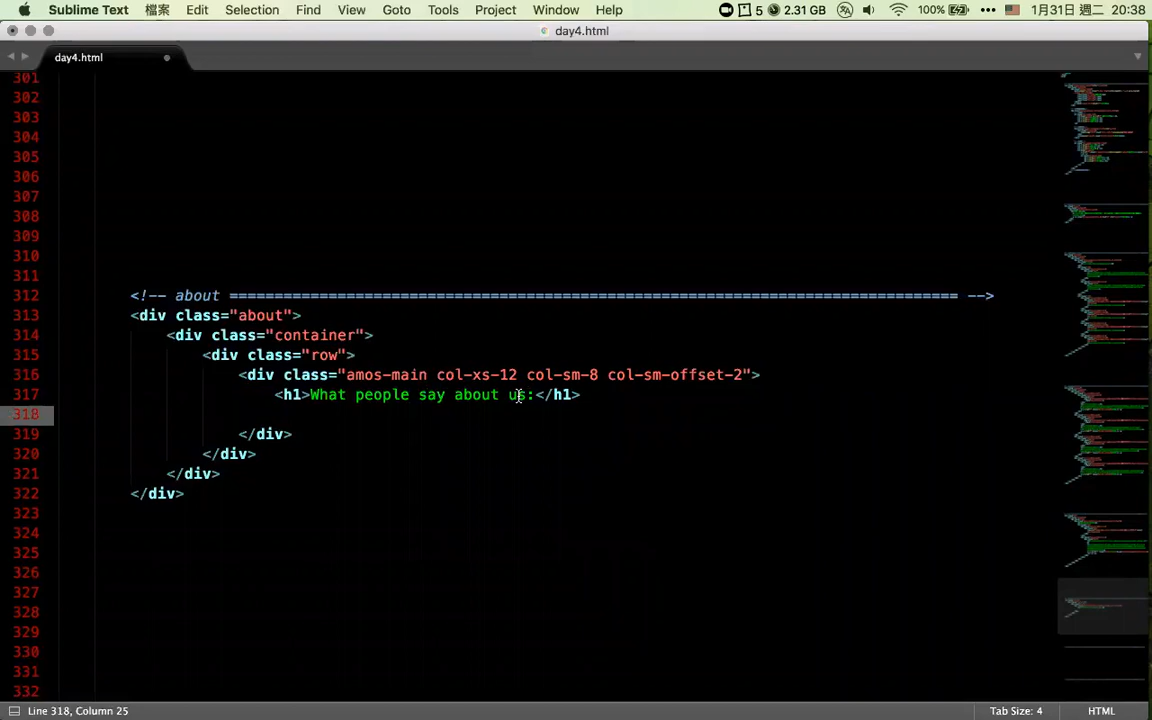 Sublime Text 檔案 Edit Selection Find View Goto Tools Project Window Help 5 2.31 GB 100% 1月31日 週二 20:38
day4.html
day4.html
301
302
303
304
305
306
307
308
309
310
311
312 <!-- about ================================================================================= -->
313 <div class="about">
314 <div class="container">
315 <div class="row">
316 <div class="amos-main col-xs-12 col-sm-8 col-sm-offset-2">
317 <h1>What people say about us:</h1>
318
319 </div>
320 </div>
321 </div>
322 </div>
323
324
325
326
327
328
329
330
331
332
Line 318, Column 25 Tab Size: 4 HTML